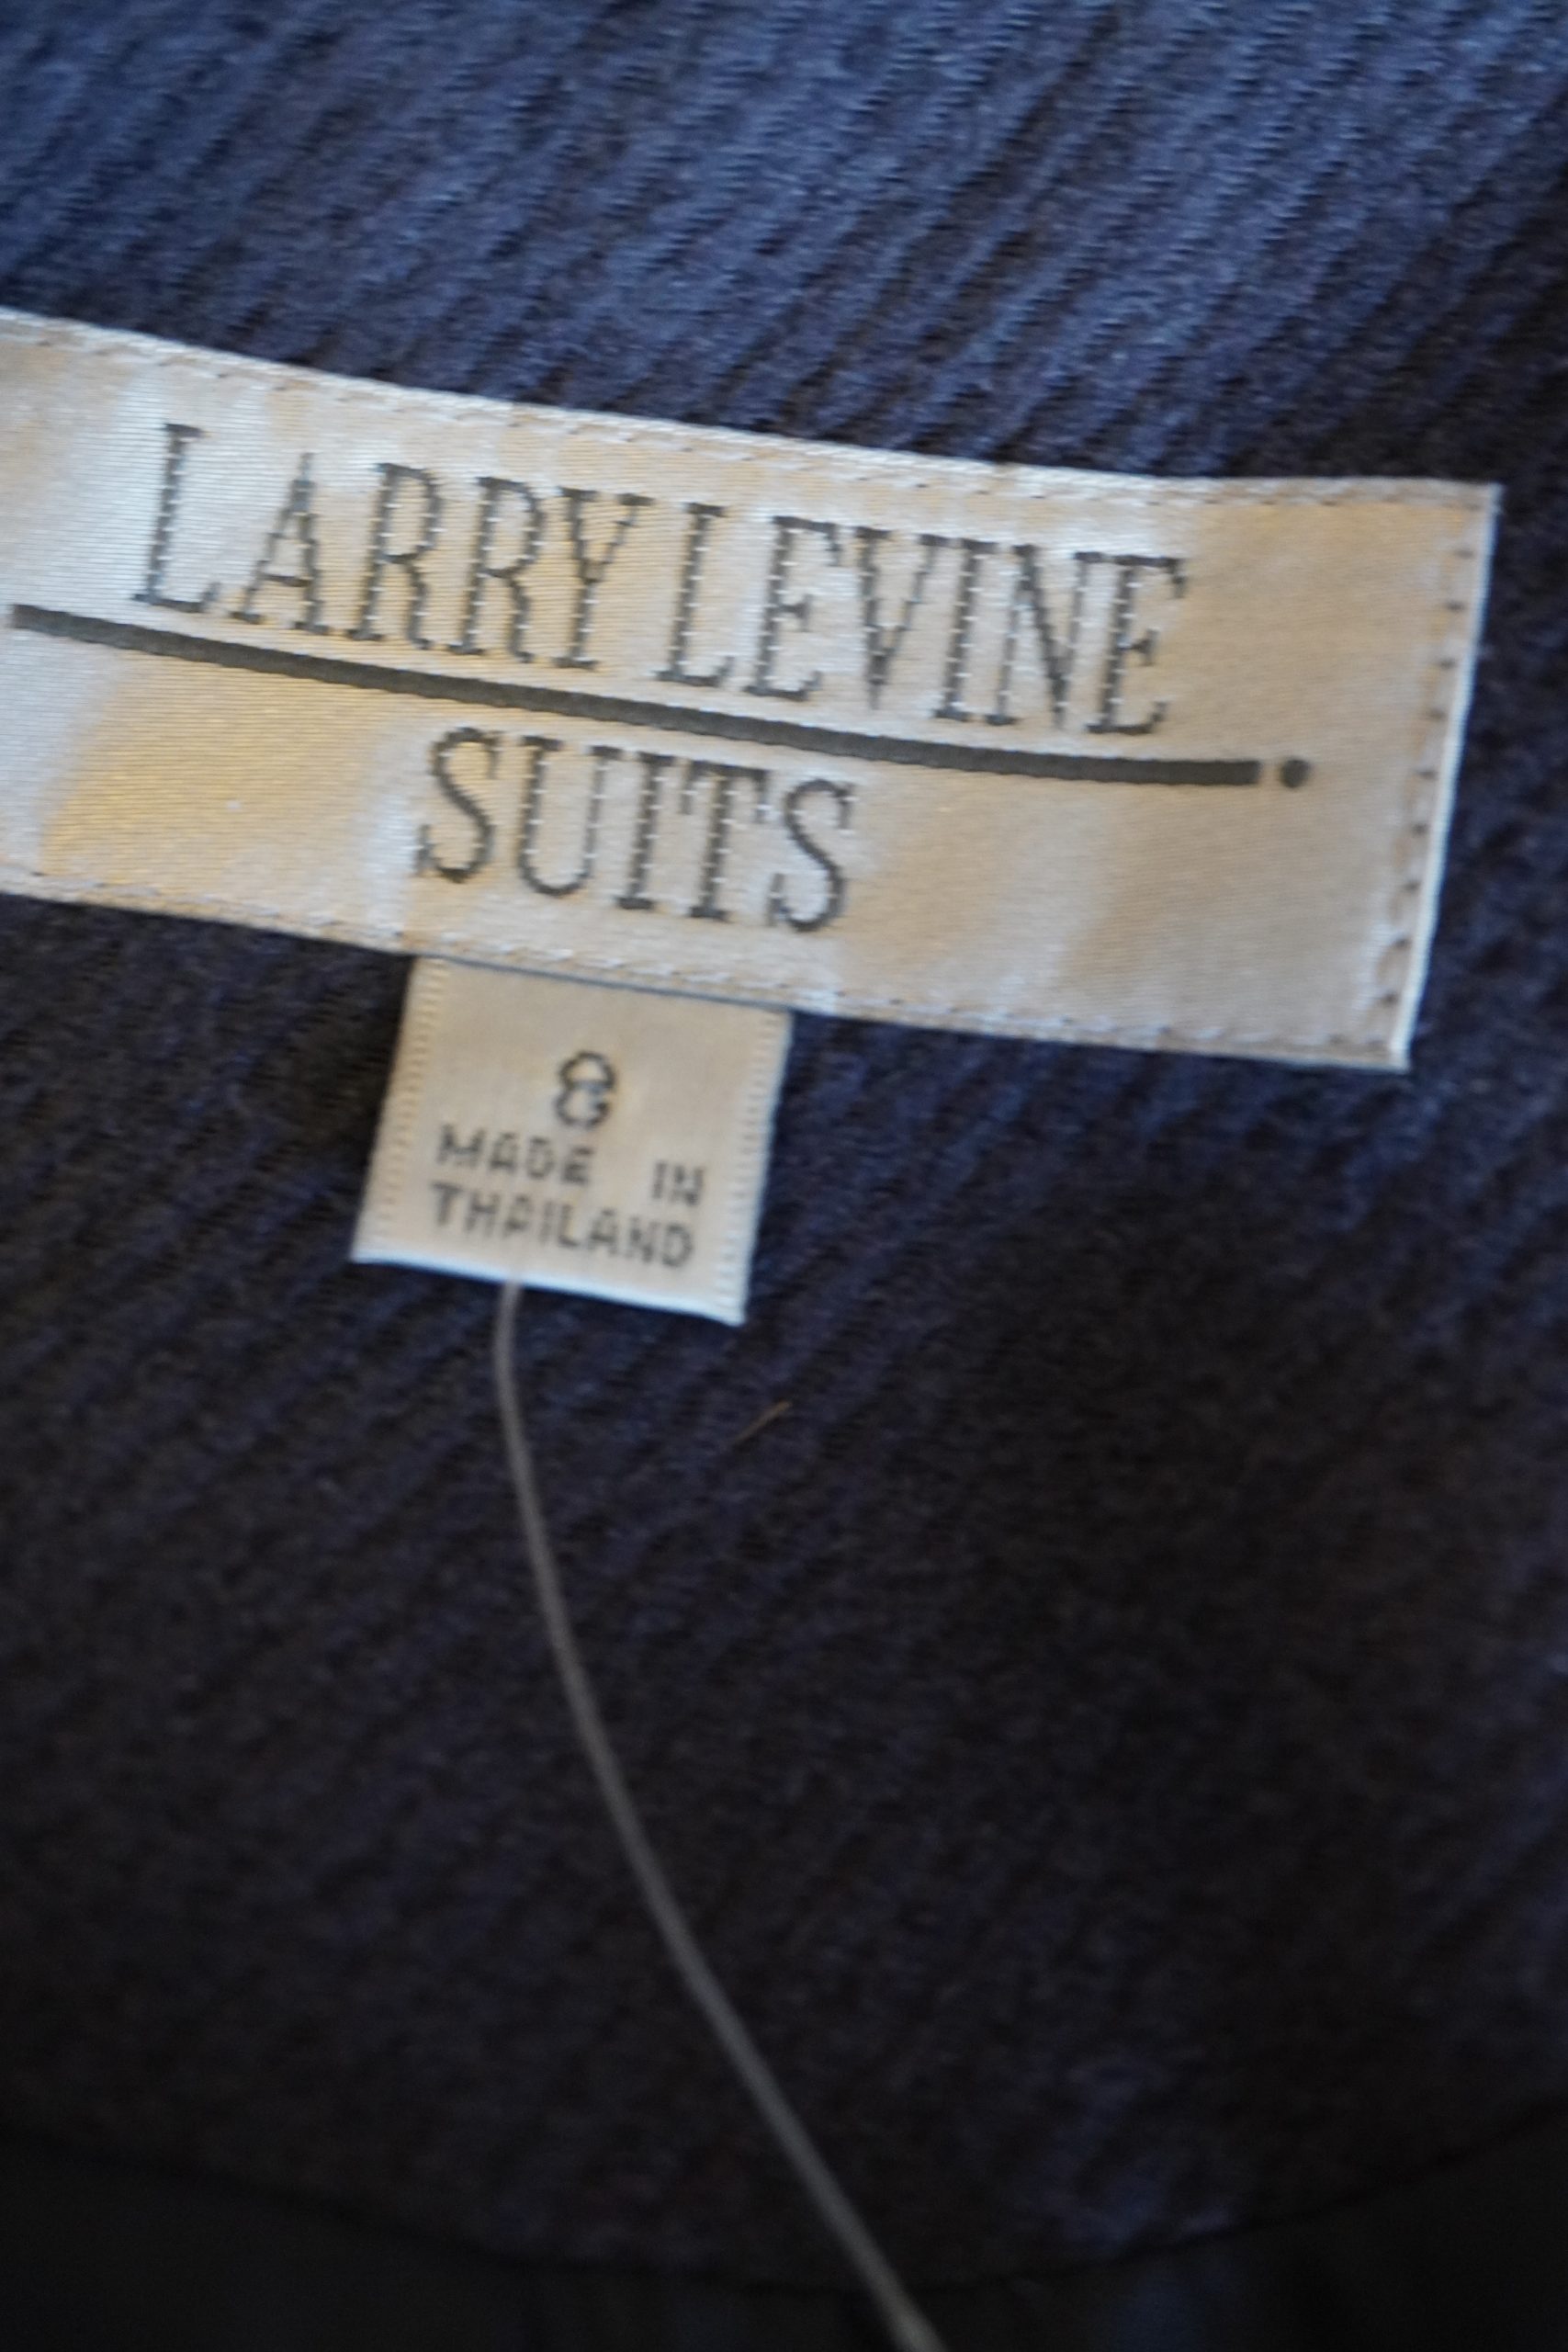 LARRY LEVINE
SUITS
8
MADE IN
THAILAND